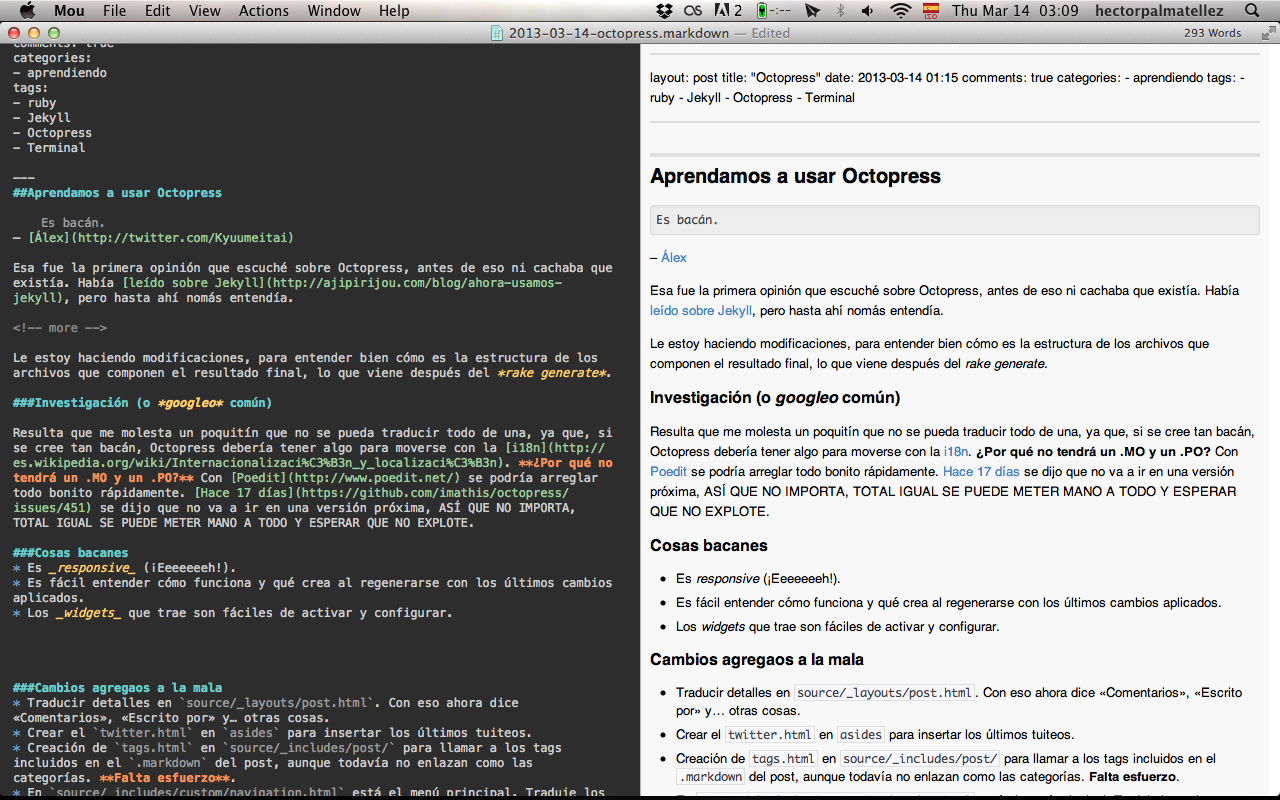 Mou File Edit View Actions Window Help 2 -:-- ISO Thu Mar 14 03:09 hectorpalmatellez
2013-03-14-octopress.markdown — Edited 293 Words
comments: true
categories:
- aprendiendo
tags:
- ruby
- Jekyll
- Octopress
- Terminal
---
##Aprendamos a usar Octopress
Es bacán.
– [Álex](http://twitter.com/Kyuumeitai)
Esa fue la primera opinión que escuché sobre Octopress, antes de eso ni cachaba que
existía. Había [leído sobre Jekyll](http://ajipirijou.com/blog/ahora-usamos-
jekyll), pero hasta ahí nomás entendía.
<!-- more -->
Le estoy haciendo modificaciones, para entender bien cómo es la estructura de los
archivos que componen el resultado final, lo que viene después del *rake generate*.
###Investigación (o *googleo* común)
Resulta que me molesta un poquitín que no se pueda traducir todo de una, ya que, si
se cree tan bacán, Octopress debería tener algo para moverse con la [i18n](http://
es.wikipedia.org/wiki/Internacionalizaci%C3%B3n_y_localizaci%C3%B3n). **¿Por qué no
tendrá un .MO y un .PO?** Con [Poedit](http://www.poedit.net/) se podría arreglar
todo bonito rápidamente. [Hace 17 días](https://github.com/imathis/octopress/
issues/451) se dijo que no va a ir en una versión próxima, ASÍ QUE NO IMPORTA,
TOTAL IGUAL SE PUEDE METER MANO A TODO Y ESPERAR QUE NO EXPLOTE.
###Cosas bacanes
* Es _responsive_ (¡Eeeeeeeh!).
* Es fácil entender cómo funciona y qué crea al regenerarse con los últimos cambios
aplicados.
* Los _widgets_ que trae son fáciles de activar y configurar.
###Cambios agregaos a la mala
* Traducir detalles en `source/_layouts/post.html`. Con eso ahora dice
«Comentarios», «Escrito por» y… otras cosas.
* Crear el `twitter.html` en `asides` para insertar los últimos tuiteos.
* Creación de `tags.html` en `source/_includes/post/` para llamar a los tags
incluidos en el `.markdown` del post, aunque todavía no enlazan como las
categorías. **Falta esfuerzo**.
* En `source/_includes/custom/navigation.html` está el menú principal. Traduje los
layout: post title: "Octopress" date: 2013-03-14 01:15 comments: true categories: - aprendiendo tags: -
ruby - Jekyll - Octopress - Terminal
Aprendamos a usar Octopress
Es bacán.
– Álex
Esa fue la primera opinión que escuché sobre Octopress, antes de eso ni cachaba que existía. Había
leído sobre Jekyll, pero hasta ahí nomás entendía.
Le estoy haciendo modificaciones, para entender bien cómo es la estructura de los archivos que
componen el resultado final, lo que viene después del rake generate.
Investigación (o googleo común)
Resulta que me molesta un poquitín que no se pueda traducir todo de una, ya que, si se cree tan bacán,
Octopress debería tener algo para moverse con la i18n. ¿Por qué no tendrá un .MO y un .PO? Con
Poedit se podría arreglar todo bonito rápidamente. Hace 17 días se dijo que no va a ir en una versión
próxima, ASÍ QUE NO IMPORTA, TOTAL IGUAL SE PUEDE METER MANO A TODO Y ESPERAR
QUE NO EXPLOTE.
Cosas bacanes
• Es responsive (¡Eeeeeeeh!).
• Es fácil entender cómo funciona y qué crea al regenerarse con los últimos cambios aplicados.
• Los widgets que trae son fáciles de activar y configurar.
Cambios agregaos a la mala
• Traducir detalles en source/_layouts/post.html. Con eso ahora dice «Comentarios», «Escrito
por» y… otras cosas.
• Crear el twitter.html en asides para insertar los últimos tuiteos.
• Creación de tags.html en source/_includes/post/ para llamar a los tags incluidos en el
.markdown del post, aunque todavía no enlazan como las categorías. Falta esfuerzo.